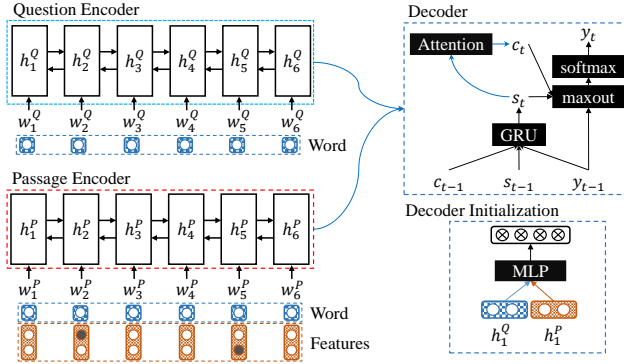 Question Encoder
h_1^Q h_2^Q h_3^Q h_4^Q h_5^Q h_6^Q
w_1^Q w_2^Q w_3^Q w_4^Q w_5^Q w_6^Q
Word
Passage Encoder
h_1^P h_2^P h_3^P h_4^P h_5^P h_6^P
w_1^P w_2^P w_3^P w_4^P w_5^P w_6^P
Word
Features
Decoder
Attention c_t y_t
softmax
s_t maxout
GRU
c_{t-1} s_{t-1} y_{t-1}
Decoder Initialization
MLP
h_1^Q h_1^P